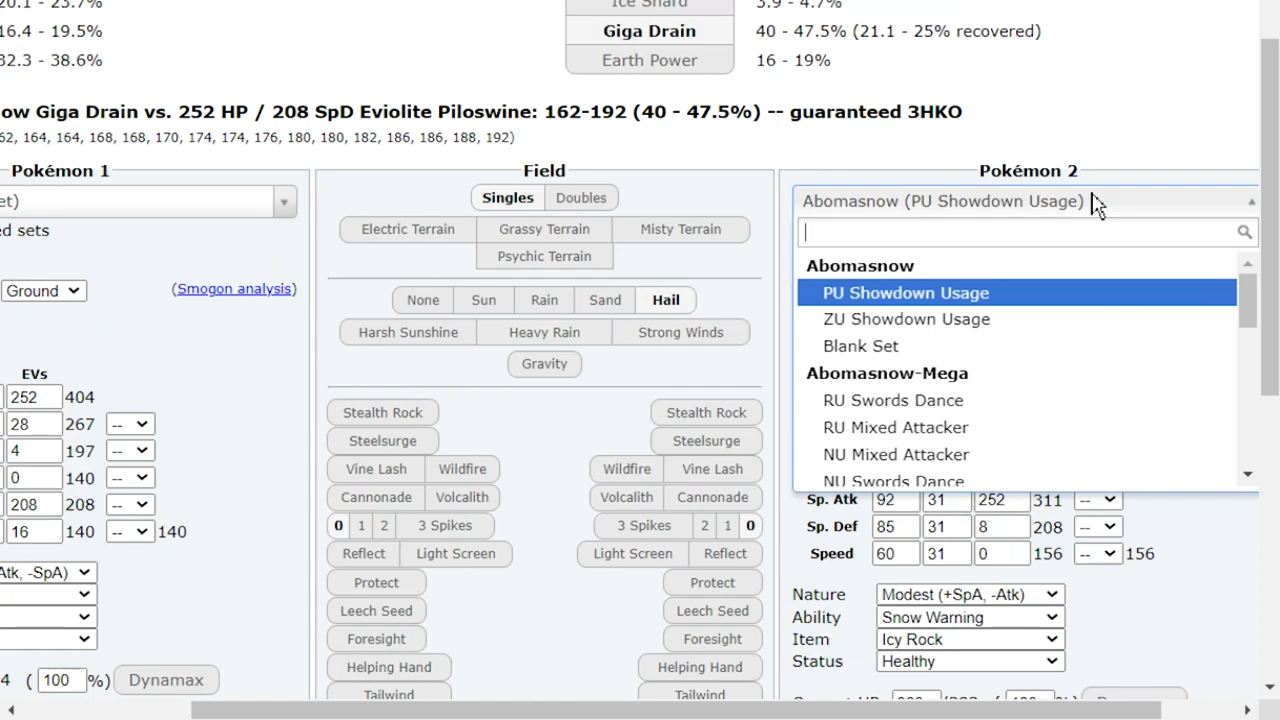 20.1 - 23.7%
Ice Shard
3.9 - 4.7%
16.4 - 19.5%
Giga Drain
40 - 47.5% (21.1 - 25% recovered)
32.3 - 38.6%
Earth Power
16 - 19%
ow Giga Drain vs. 252 HP / 208 SpD Eviolite Piloswine: 162-192 (40 - 47.5%) -- guaranteed 3HKO
62, 164, 164, 168, 168, 170, 174, 174, 176, 180, 180, 182, 186, 186, 188, 192)
Pokémon 1
et)
ed sets
Ground
(Smogon analysis)
EVs
252 404
28 267 --
4 197 --
0 140 --
208 208 --
16 140 -- 140
Atk, -SpA)
4 ( 100 %) Dynamax
Field
Singles Doubles
Electric Terrain Grassy Terrain Misty Terrain
Psychic Terrain
None Sun Rain Sand Hail
Harsh Sunshine Heavy Rain Strong Winds
Gravity
Stealth Rock Stealth Rock
Steelsurge Steelsurge
Vine Lash Wildfire Wildfire Vine Lash
Cannonade Volcalith Volcalith Cannonade
0 1 2 3 Spikes 3 Spikes 2 1 0
Reflect Light Screen Light Screen Reflect
Protect Protect
Leech Seed Leech Seed
Foresight Foresight
Helping Hand Helping Hand
Tailwind Tailwind
Pokémon 2
Abomasnow (PU Showdown Usage)
Abomasnow
PU Showdown Usage
ZU Showdown Usage
Blank Set
Abomasnow-Mega
RU Swords Dance
RU Mixed Attacker
NU Mixed Attacker
NU Swords Dance
Sp. Atk 92 31 252 311 --
Sp. Def 85 31 8 208 --
Speed 60 31 0 156 -- 156
Nature Modest (+SpA, -Atk)
Ability Snow Warning
Item Icy Rock
Status Healthy